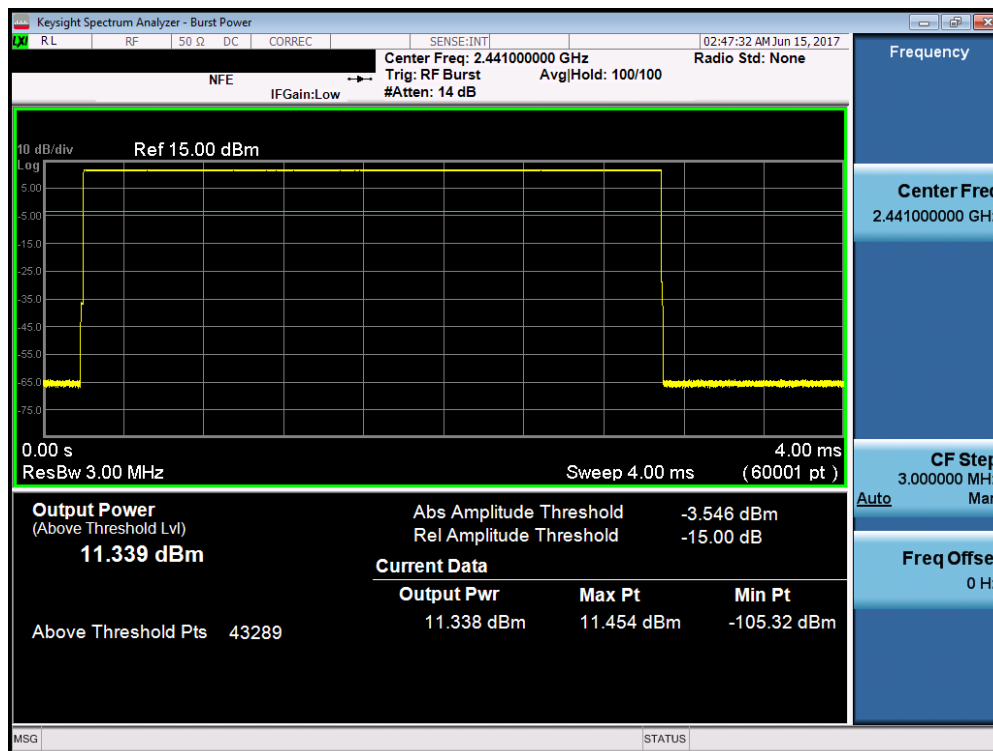 Keysight Spectrum Analyzer - Burst Power
LXI RL RF 50 Ω DC CORREC SENSE:INT 02:47:32 AM Jun 15, 2017
Center Freq: 2.441000000 GHz Radio Std: None
NFE Trig: RF Burst Avg|Hold: 100/100
IFGain:Low #Atten: 14 dB
10 dB/div Ref 15.00 dBm
Log
5.00
-5.00
-15.0
-25.0
-35.0
-45.0
-55.0
-65.0
-75.0
0.00 s 4.00 ms
ResBw 3.00 MHz Sweep 4.00 ms (60001 pt)
Output Power
(Above Threshold Lvl)
11.339 dBm
Above Threshold Pts 43289
Abs Amplitude Threshold -3.546 dBm
Rel Amplitude Threshold -15.00 dB
Current Data
Output Pwr Max Pt Min Pt
11.338 dBm 11.454 dBm -105.32 dBm
Frequency
Center Freq
2.441000000 GHz
CF Step
3.000000 MHz
Auto Man
Freq Offse
0 Hz
MSG STATUS